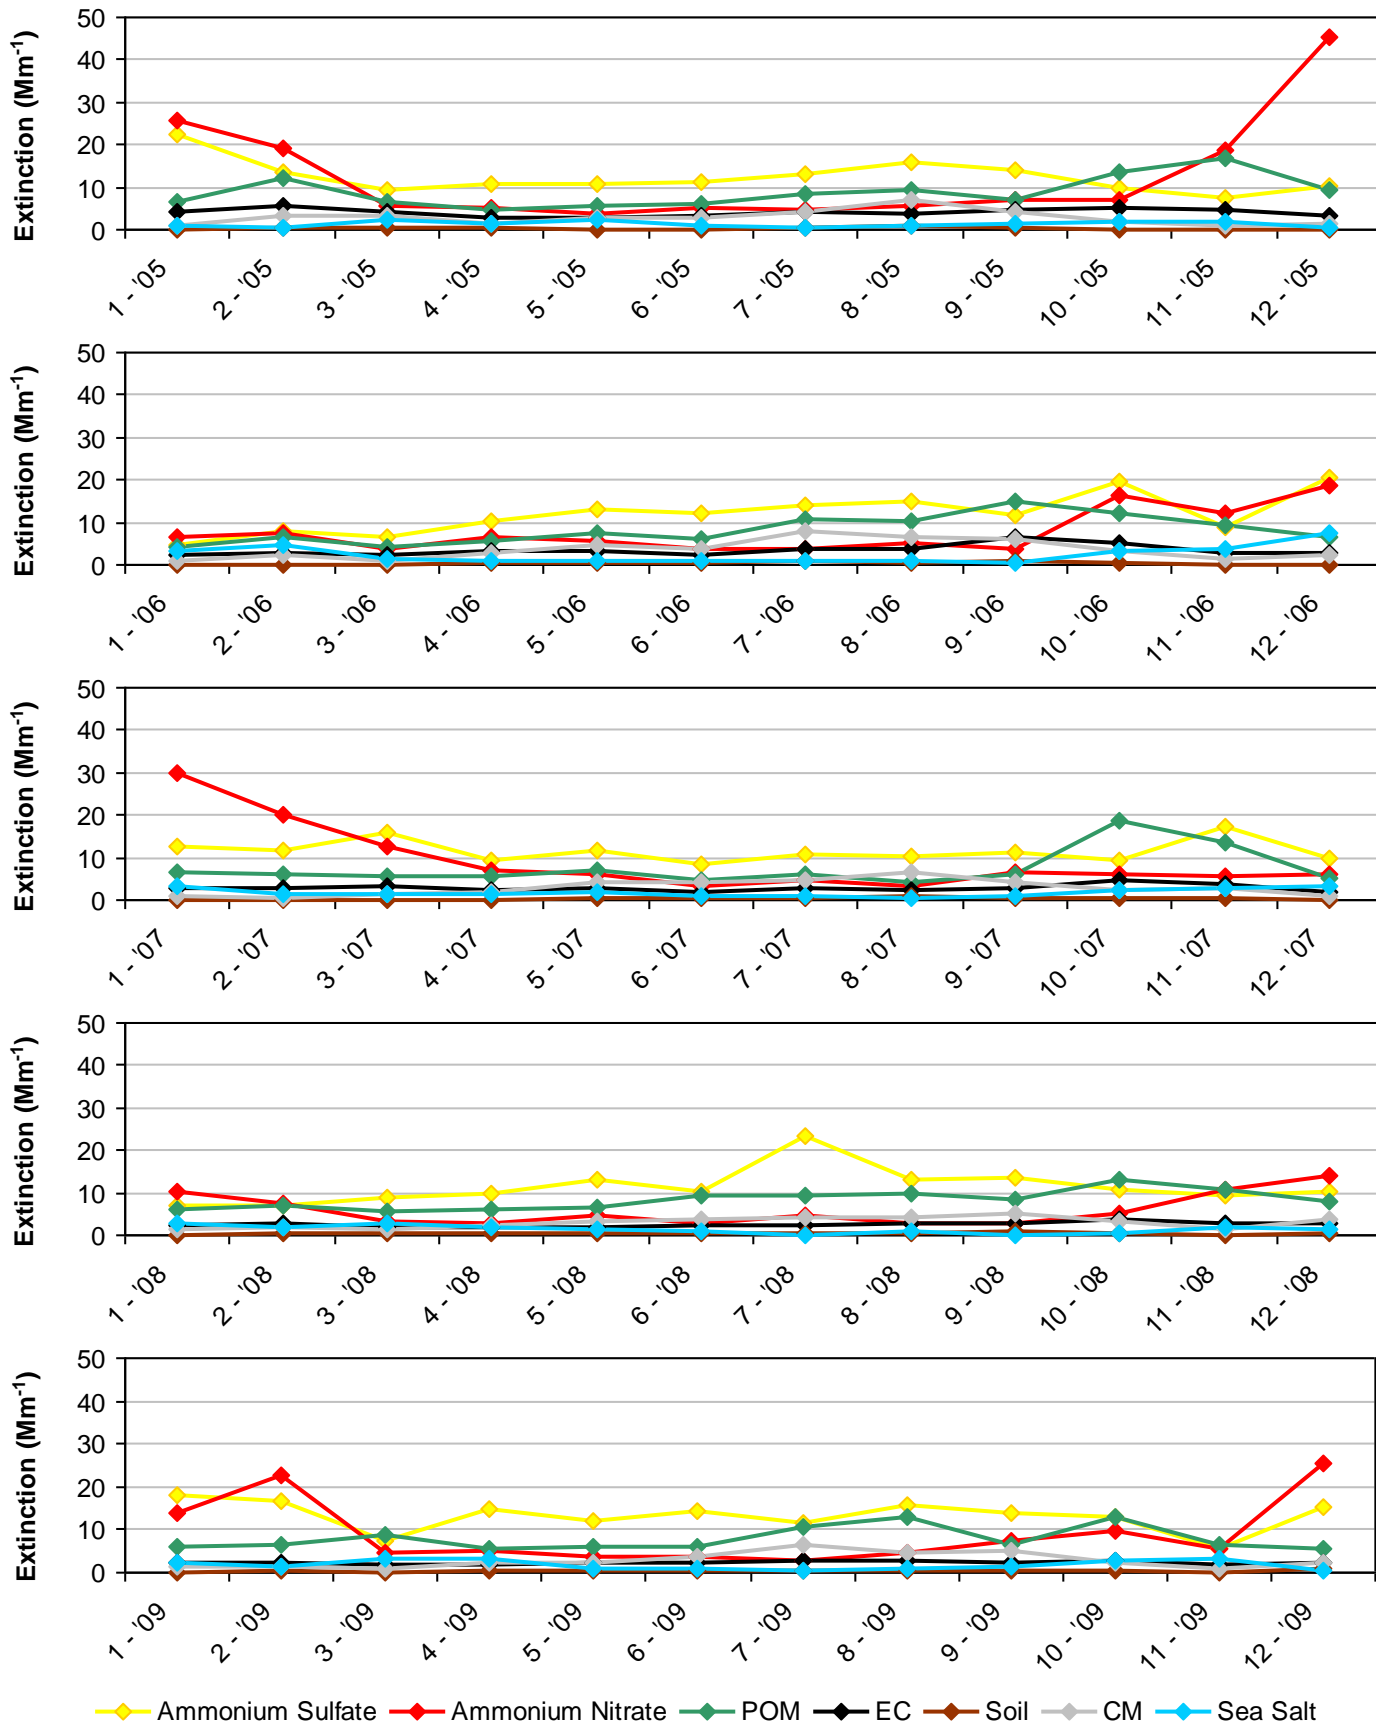 Extinction (Mm-1)
50
40
30
20
10
0
1 - '05
2 - '05
3 - '05
4 - '05
5 - '05
6 - '05
7 - '05
8 - '05
9 - '05
10 - '05
11 - '05
12 - '05
Extinction (Mm-1)
50
40
30
20
10
0
1 - '06
2 - '06
3 - '06
4 - '06
5 - '06
6 - '06
7 - '06
8 - '06
9 - '06
10 - '06
11 - '06
12 - '06
Extinction (Mm-1)
50
40
30
20
10
0
1 - '07
2 - '07
3 - '07
4 - '07
5 - '07
6 - '07
7 - '07
8 - '07
9 - '07
10 - '07
11 - '07
12 - '07
Extinction (Mm-1)
50
40
30
20
10
0
1 - '08
2 - '08
3 - '08
4 - '08
5 - '08
6 - '08
7 - '08
8 - '08
9 - '08
10 - '08
11 - '08
12 - '08
Extinction (Mm-1)
50
40
30
20
10
0
1 - '09
2 - '09
3 - '09
4 - '09
5 - '09
6 - '09
7 - '09
8 - '09
9 - '09
10 - '09
11 - '09
12 - '09
Ammonium Sulfate Ammonium Nitrate POM EC Soil CM Sea Salt